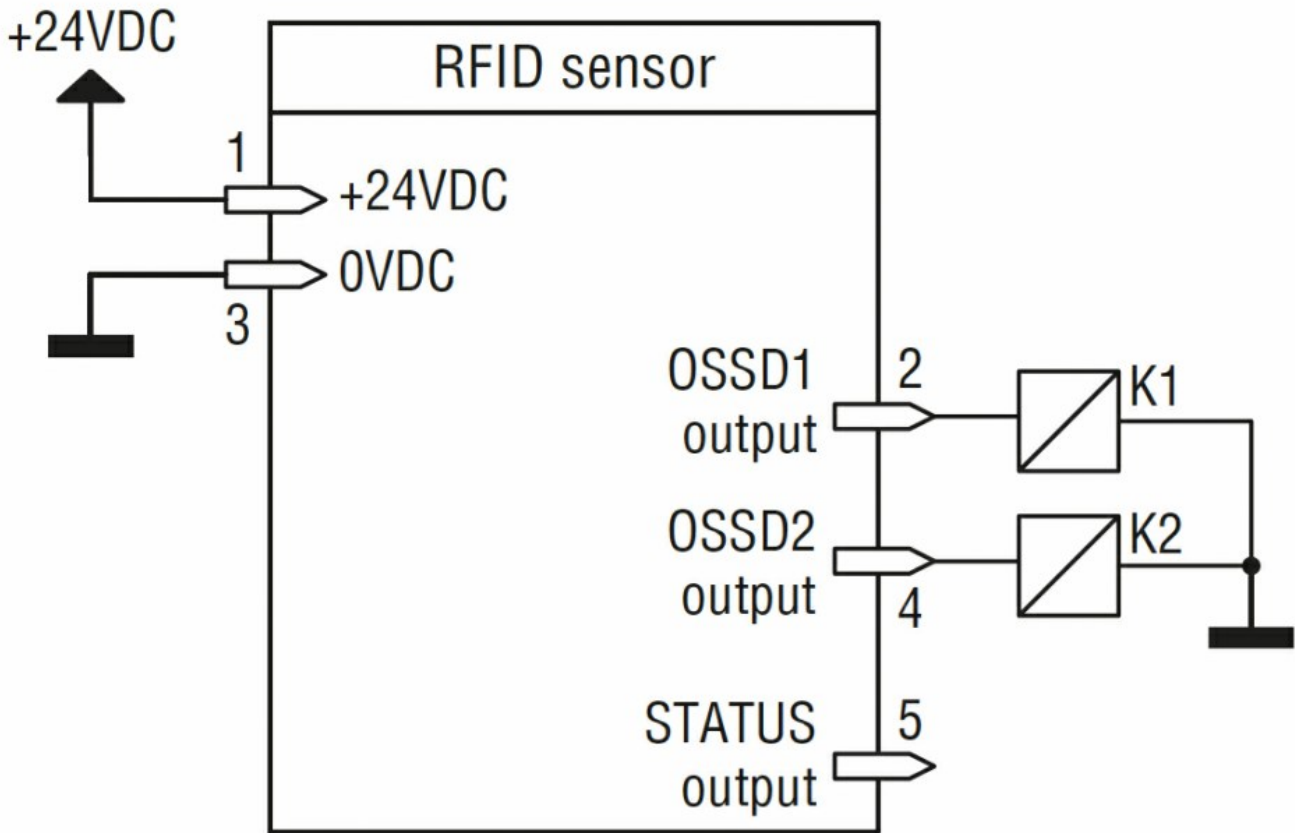 +24VDC
RFID sensor
1
+24VDC
0VDC
3
OSSD1 2
output
K1
OSSD2
output
4
K2
STATUS 5
output